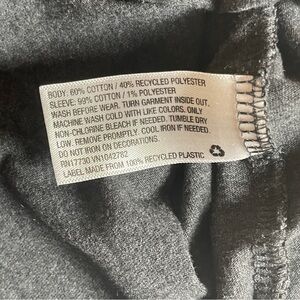 BODY: 60% COTTON / 40% RECYCLED POLYESTER
SLEEVE: 99% COTTON / 1% POLYESTER
WASH BEFORE WEAR. TURN GARMENT INSIDE OUT.
MACHINE WASH COLD WITH LIKE COLORS. ONLY
NON-CHLORINE BLEACH IF NEEDED. TUMBLE DRY
LOW. REMOVE PROMPTLY. COOL IRON IF NEEDED.
DO NOT IRON ON DECORATIONS.
RN17730 VN1042782
LABEL MADE FROM 100% RECYCLED PLASTIC